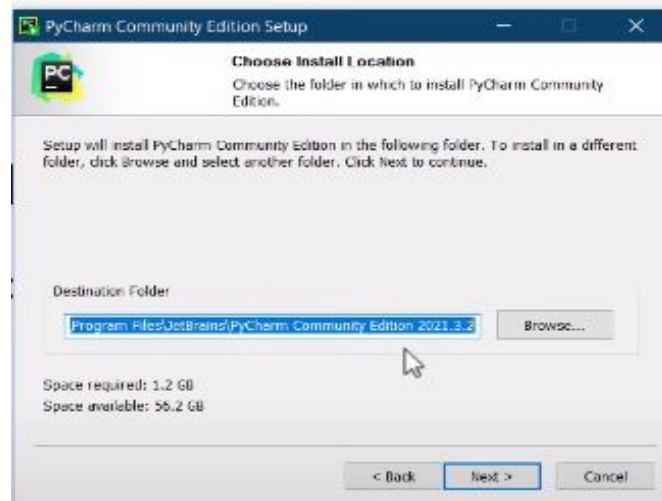 PyCharm Community Edition Setup
PC
Choose Install Location
Choose the folder in which to install PyCharm Community
Edition.
Setup will install PyCharm Community Edition in the following folder. To install in a different
folder, click Browse and select another folder. Click Next to continue.
Destination Folder
Program Files\JetBrains\PyCharm Community Edition 2021.3.2
Browse...
Space required: 1.2 GB
Space available: 56.2 GB
< Back
Next >
Cancel